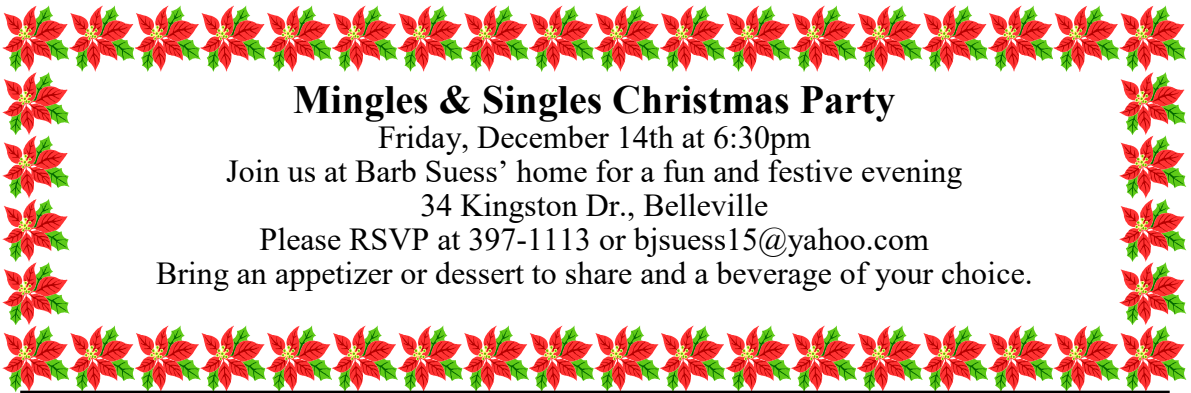 Mingles & Singles Christmas Party
Friday, December 14th at 6:30pm
Join us at Barb Suess’ home for a fun and festive evening
34 Kingston Dr., Belleville
Please RSVP at 397-1113 or bjsuess15@yahoo.com
Bring an appetizer or dessert to share and a beverage of your choice.